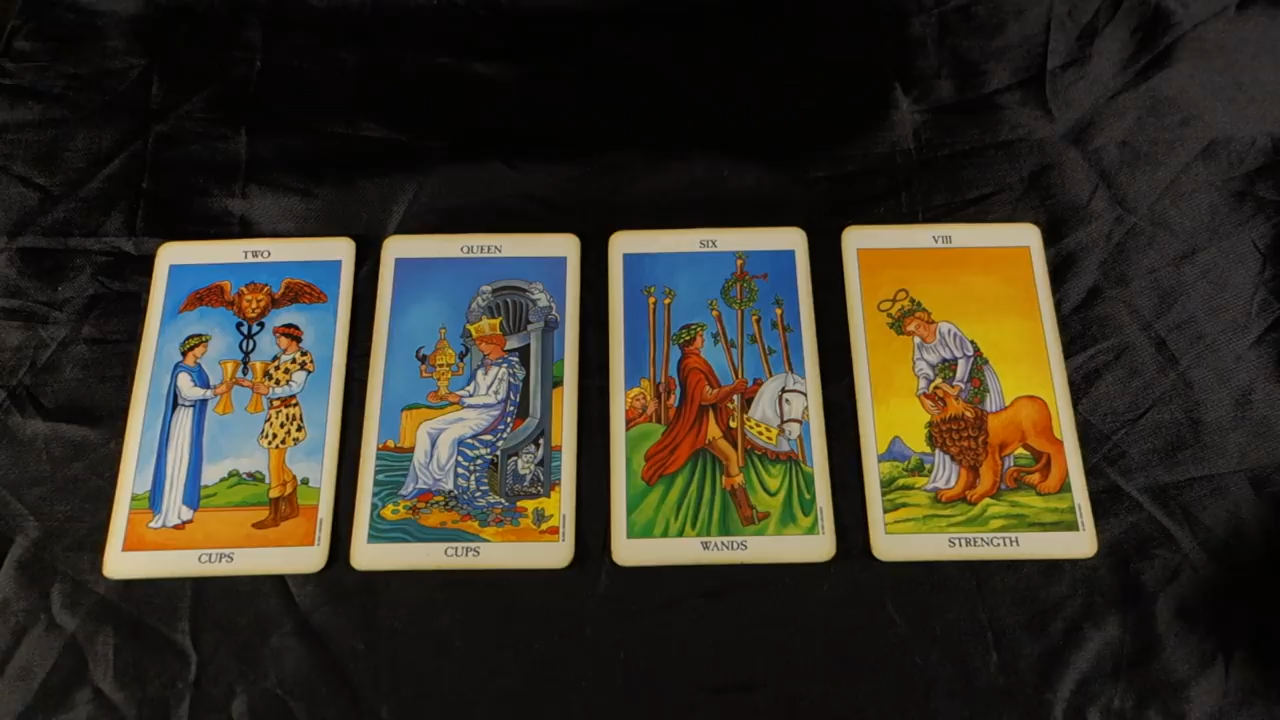 TWO
CUPS
QUEEN
CUPS
SIX
WANDS
VIII
STRENGTH